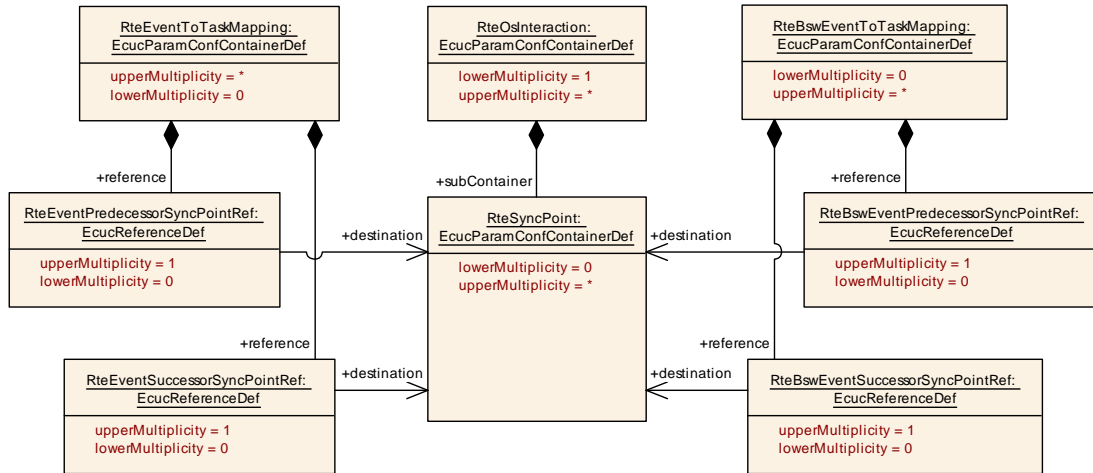 RteEventToTaskMapping:
EcucParamConfContainerDef
upperMultiplicity = *
lowerMultiplicity = 0
RteOsInteraction:
EcucParamConfContainerDef
lowerMultiplicity = 1
upperMultiplicity = *
RteBswEventToTaskMapping:
EcucParamConfContainerDef
lowerMultiplicity = 0
upperMultiplicity = *
+reference
+subContainer
+reference
RteEventPredecessorSyncPointRef:
EcucReferenceDef
upperMultiplicity = 1
lowerMultiplicity = 0
+destination
RteSyncPoint:
EcucParamConfContainerDef
lowerMultiplicity = 0
upperMultiplicity = *
+destination
RteBswEventPredecessorSyncPointRef:
EcucReferenceDef
upperMultiplicity = 1
lowerMultiplicity = 0
+reference
+reference
RteEventSuccessorSyncPointRef:
EcucReferenceDef
upperMultiplicity = 1
lowerMultiplicity = 0
+destination
+destination
RteBswEventSuccessorSyncPointRef:
EcucReferenceDef
upperMultiplicity = 1
lowerMultiplicity = 0